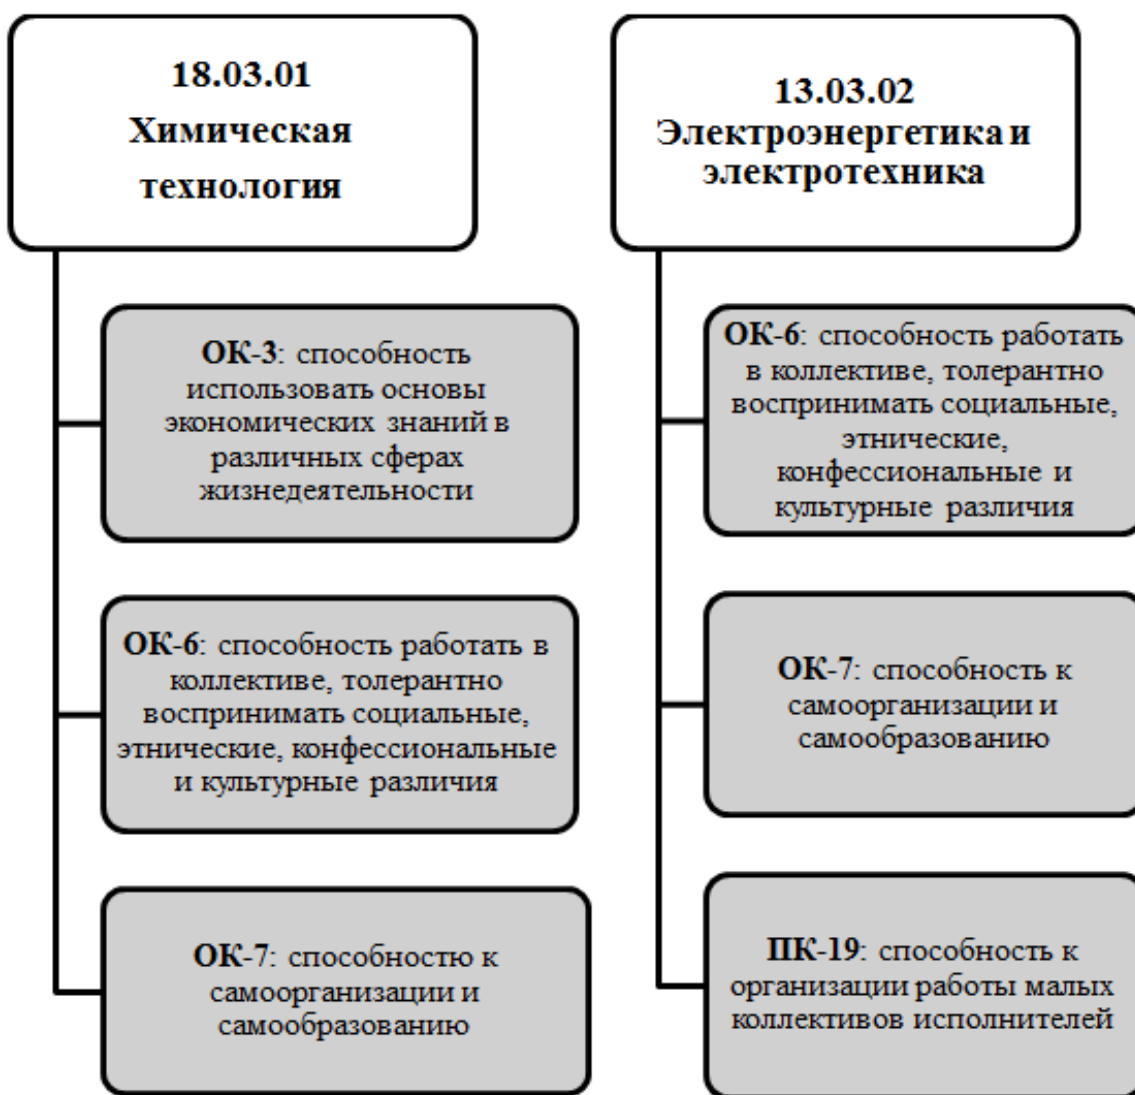 18.03.01
Химическая
технология
ОК-3: способность
использовать основы
экономических знаний в
различных сферах
жизнедеятельности
ОК-6: способность работать в
коллективе, толерантно
воспринимать социальные,
этнические, конфессиональные
и культурные различия
ОК-7: способностю к
самоорганизации и
самообразованию
13.03.02
Электроэнергетика и
электротехника
ОК-6: способность работать
в коллективе, толерантно
воспринимать социальные,
этнические,
конфессиональные и
культурные различия
ОК-7: способность к
самоорганизации и
самообразованию
ПК-19: способность к
организации работы малых
коллективов исполнителей